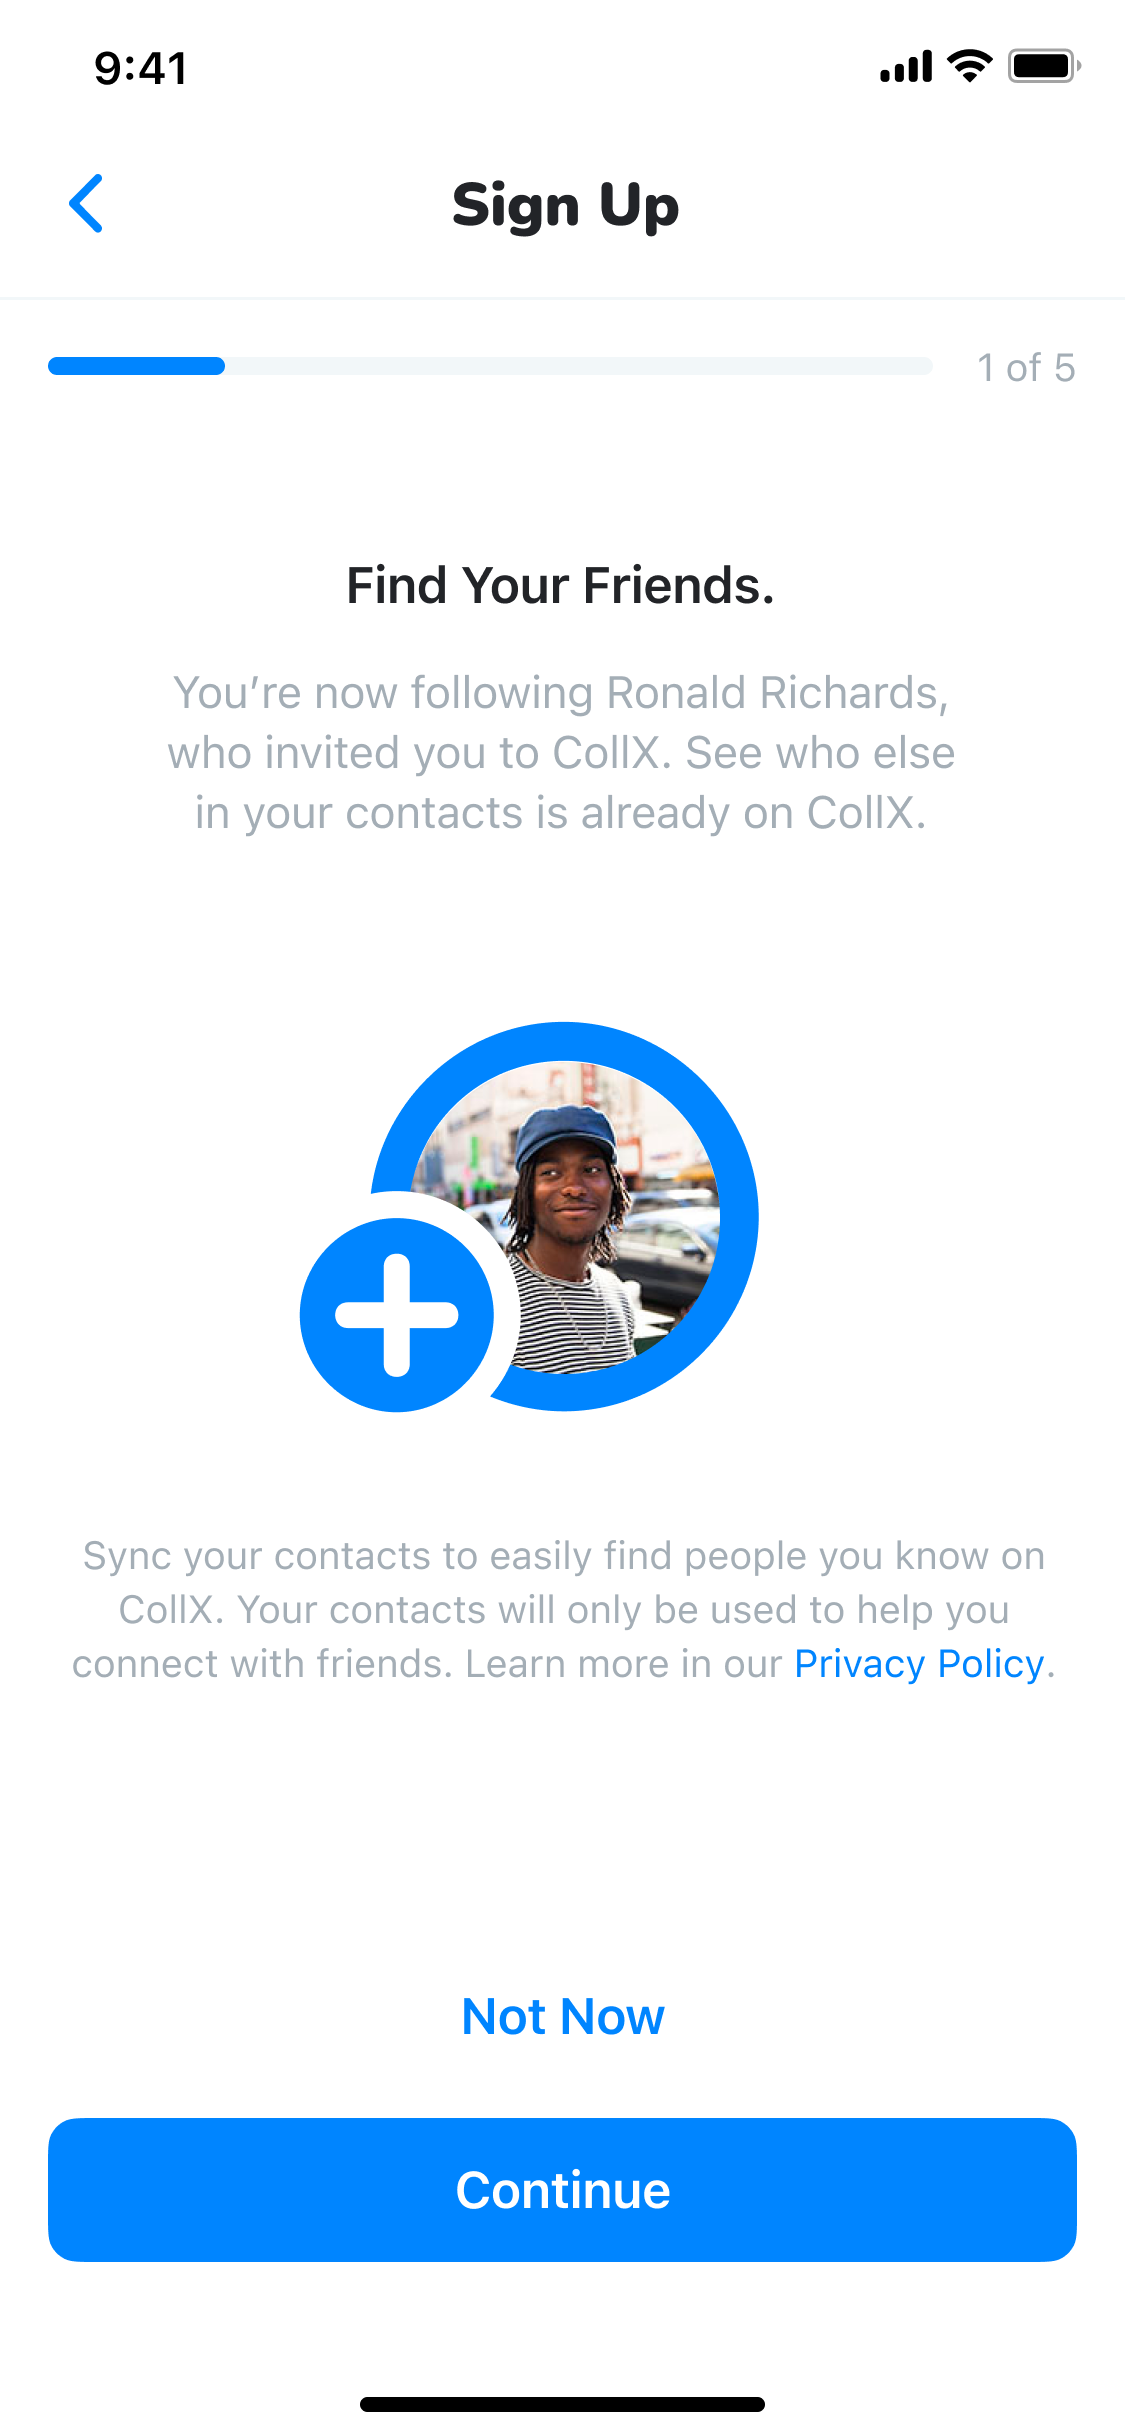 9:41
Sign Up
1 of 5
Find Your Friends.
You’re now following Ronald Richards,
who invited you to CollX. See who else
in your contacts is already on CollX.
Sync your contacts to easily find people you know on
CollX. Your contacts will only be used to help you
connect with friends. Learn more in our Privacy Policy.
Not Now
Continue